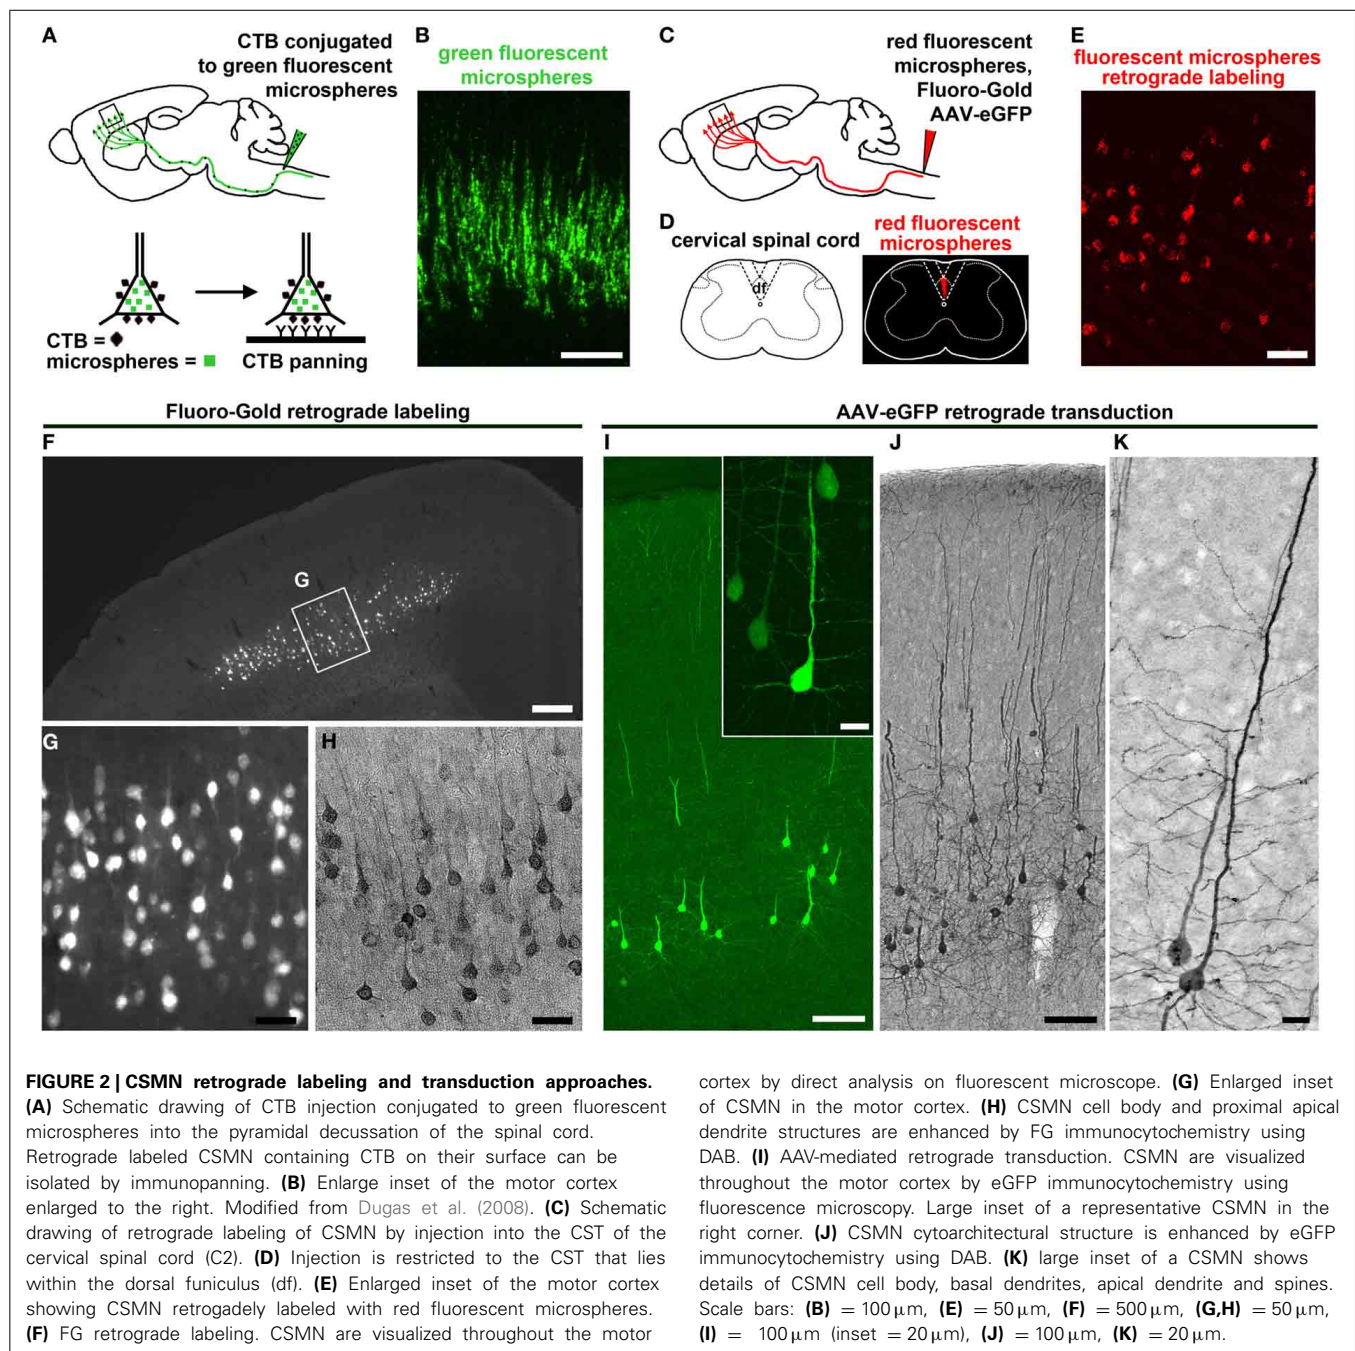 A
CTB conjugated
to green fluorescent
microspheres
CTB =
microspheres =
CTB panning
B
green fluorescent
microspheres
C
red fluorescent
microspheres,
Fluoro-Gold
AAV-eGFP
D
cervical spinal cord
df
red fluorescent
microspheres
E
fluorescent microspheres
retrograde labeling
Fluoro-Gold retrograde labeling
F
G
G
H
AAV-eGFP retrograde transduction
I
J
K
FIGURE 2 | CSMN retrograde labeling and transduction approaches.
(A) Schematic drawing of CTB injection conjugated to green fluorescent
microspheres into the pyramidal decussation of the spinal cord.
Retrograde labeled CSMN containing CTB on their surface can be
isolated by immunopanning. (B) Enlarge inset of the motor cortex
enlarged to the right. Modified from Dugas et al. (2008). (C) Schematic
drawing of retrograde labeling of CSMN by injection into the CST of the
cervical spinal cord (C2). (D) Injection is restricted to the CST that lies
within the dorsal funiculus (df). (E) Enlarged inset of the motor cortex
showing CSMN retrogadely labeled with red fluorescent microspheres.
(F) FG retrograde labeling. CSMN are visualized throughout the motor
cortex by direct analysis on fluorescent microscope. (G) Enlarged inset
of CSMN in the motor cortex. (H) CSMN cell body and proximal apical
dendrite structures are enhanced by FG immunocytochemistry using
DAB. (I) AAV-mediated retrograde transduction. CSMN are visualized
throughout the motor cortex by eGFP immunocytochemistry using
fluorescence microscopy. Large inset of a representative CSMN in the
right corner. (J) CSMN cytoarchitectural structure is enhanced by eGFP
immunocytochemistry using DAB. (K) large inset of a CSMN shows
details of CSMN cell body, basal dendrites, apical dendrite and spines.
Scale bars: (B) = 100 μm, (E) = 50 μm, (F) = 500 μm, (G,H) = 50 μm,
(I) = 100 μm (inset = 20 μm), (J) = 100 μm, (K) = 20 μm.